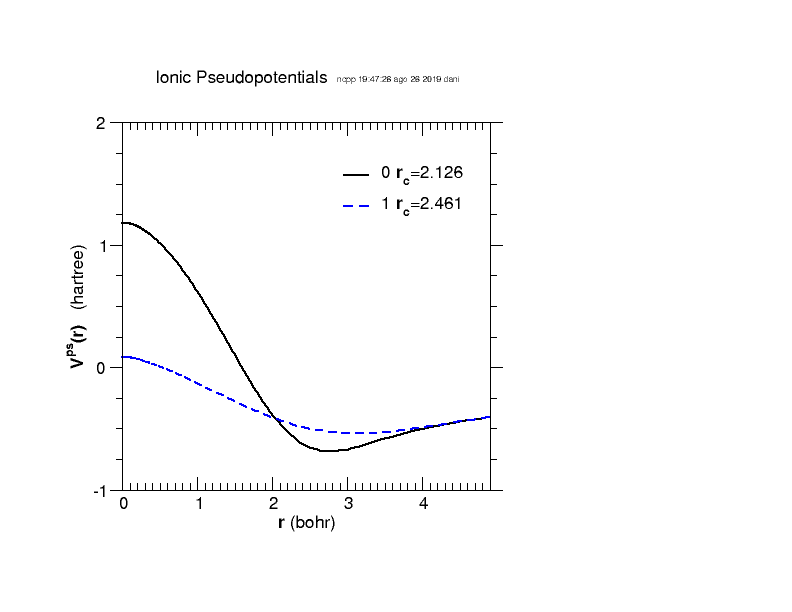 Ionic Pseudopotentials ncpp 19:47:26 ago 26 2019 dani
2
0 rc=2.126
1 rc=2.461
1
Vps(r) (hartree)
0
-1
0 1 2 3 4
r (bohr)